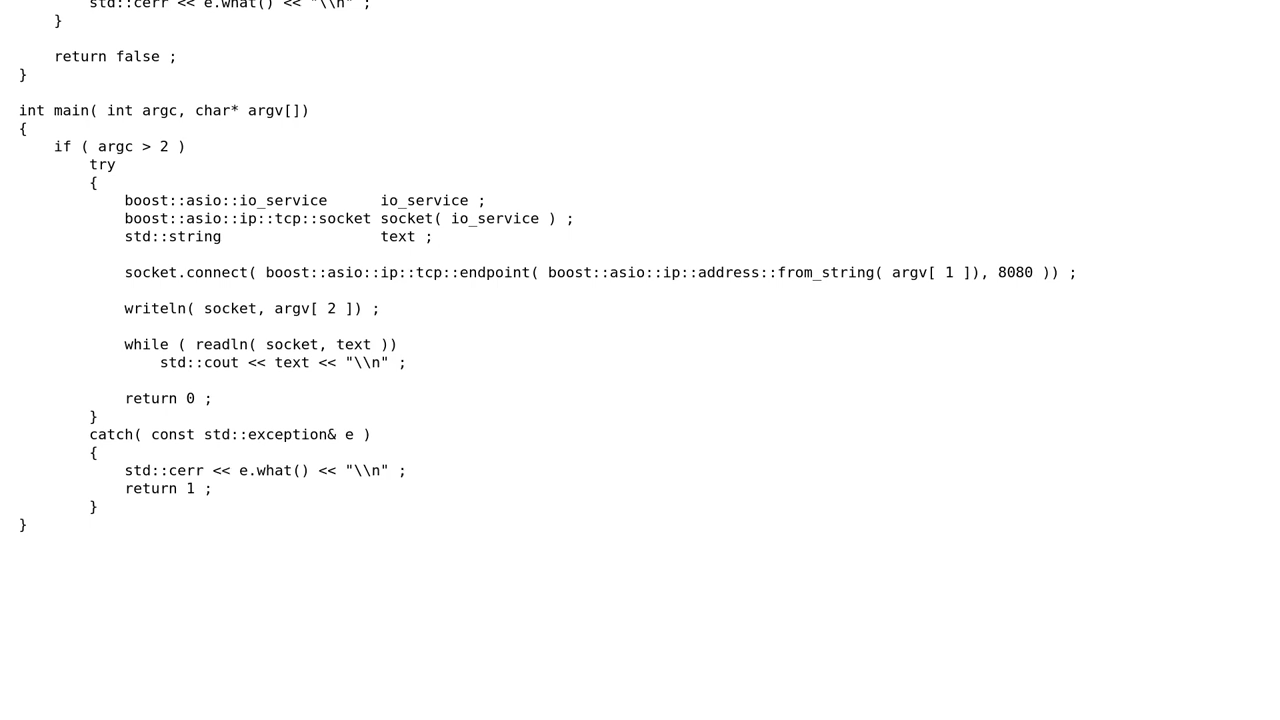 std::cerr << e.what() << "\\n" ;
    }

    return false ;
}

int main( int argc, char* argv[])
{
    if ( argc > 2 )
        try
        {
            boost::asio::io_service      io_service ;
            boost::asio::ip::tcp::socket socket( io_service ) ;
            std::string                  text ;

            socket.connect( boost::asio::ip::tcp::endpoint( boost::asio::ip::address::from_string( argv[ 1 ]), 8080 )) ;

            writeln( socket, argv[ 2 ]) ;

            while ( readln( socket, text ))
                std::cout << text << "\\n" ;

            return 0 ;
        }
        catch( const std::exception& e )
        {
            std::cerr << e.what() << "\\n" ;
            return 1 ;
        }
}